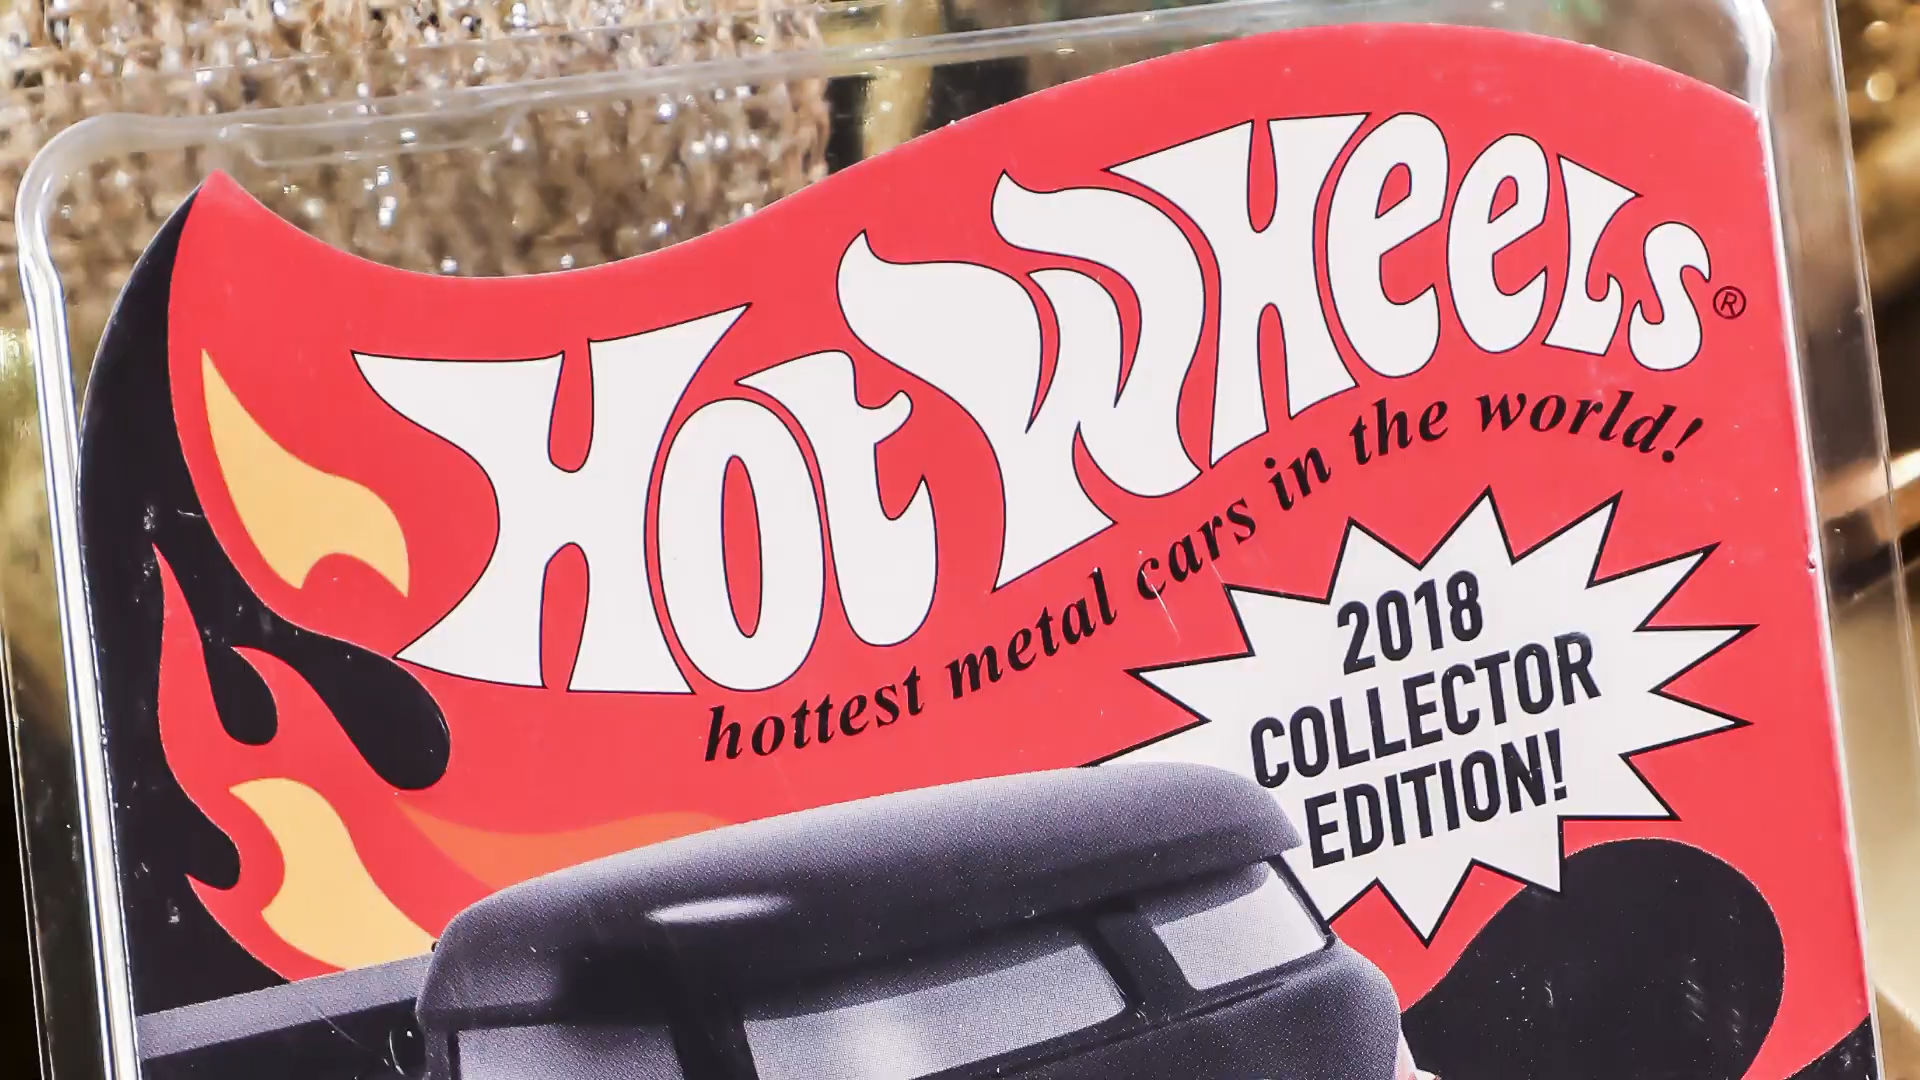 Hot Wheels®
hottest metal cars in the world!
2018
COLLECTOR
EDITION!